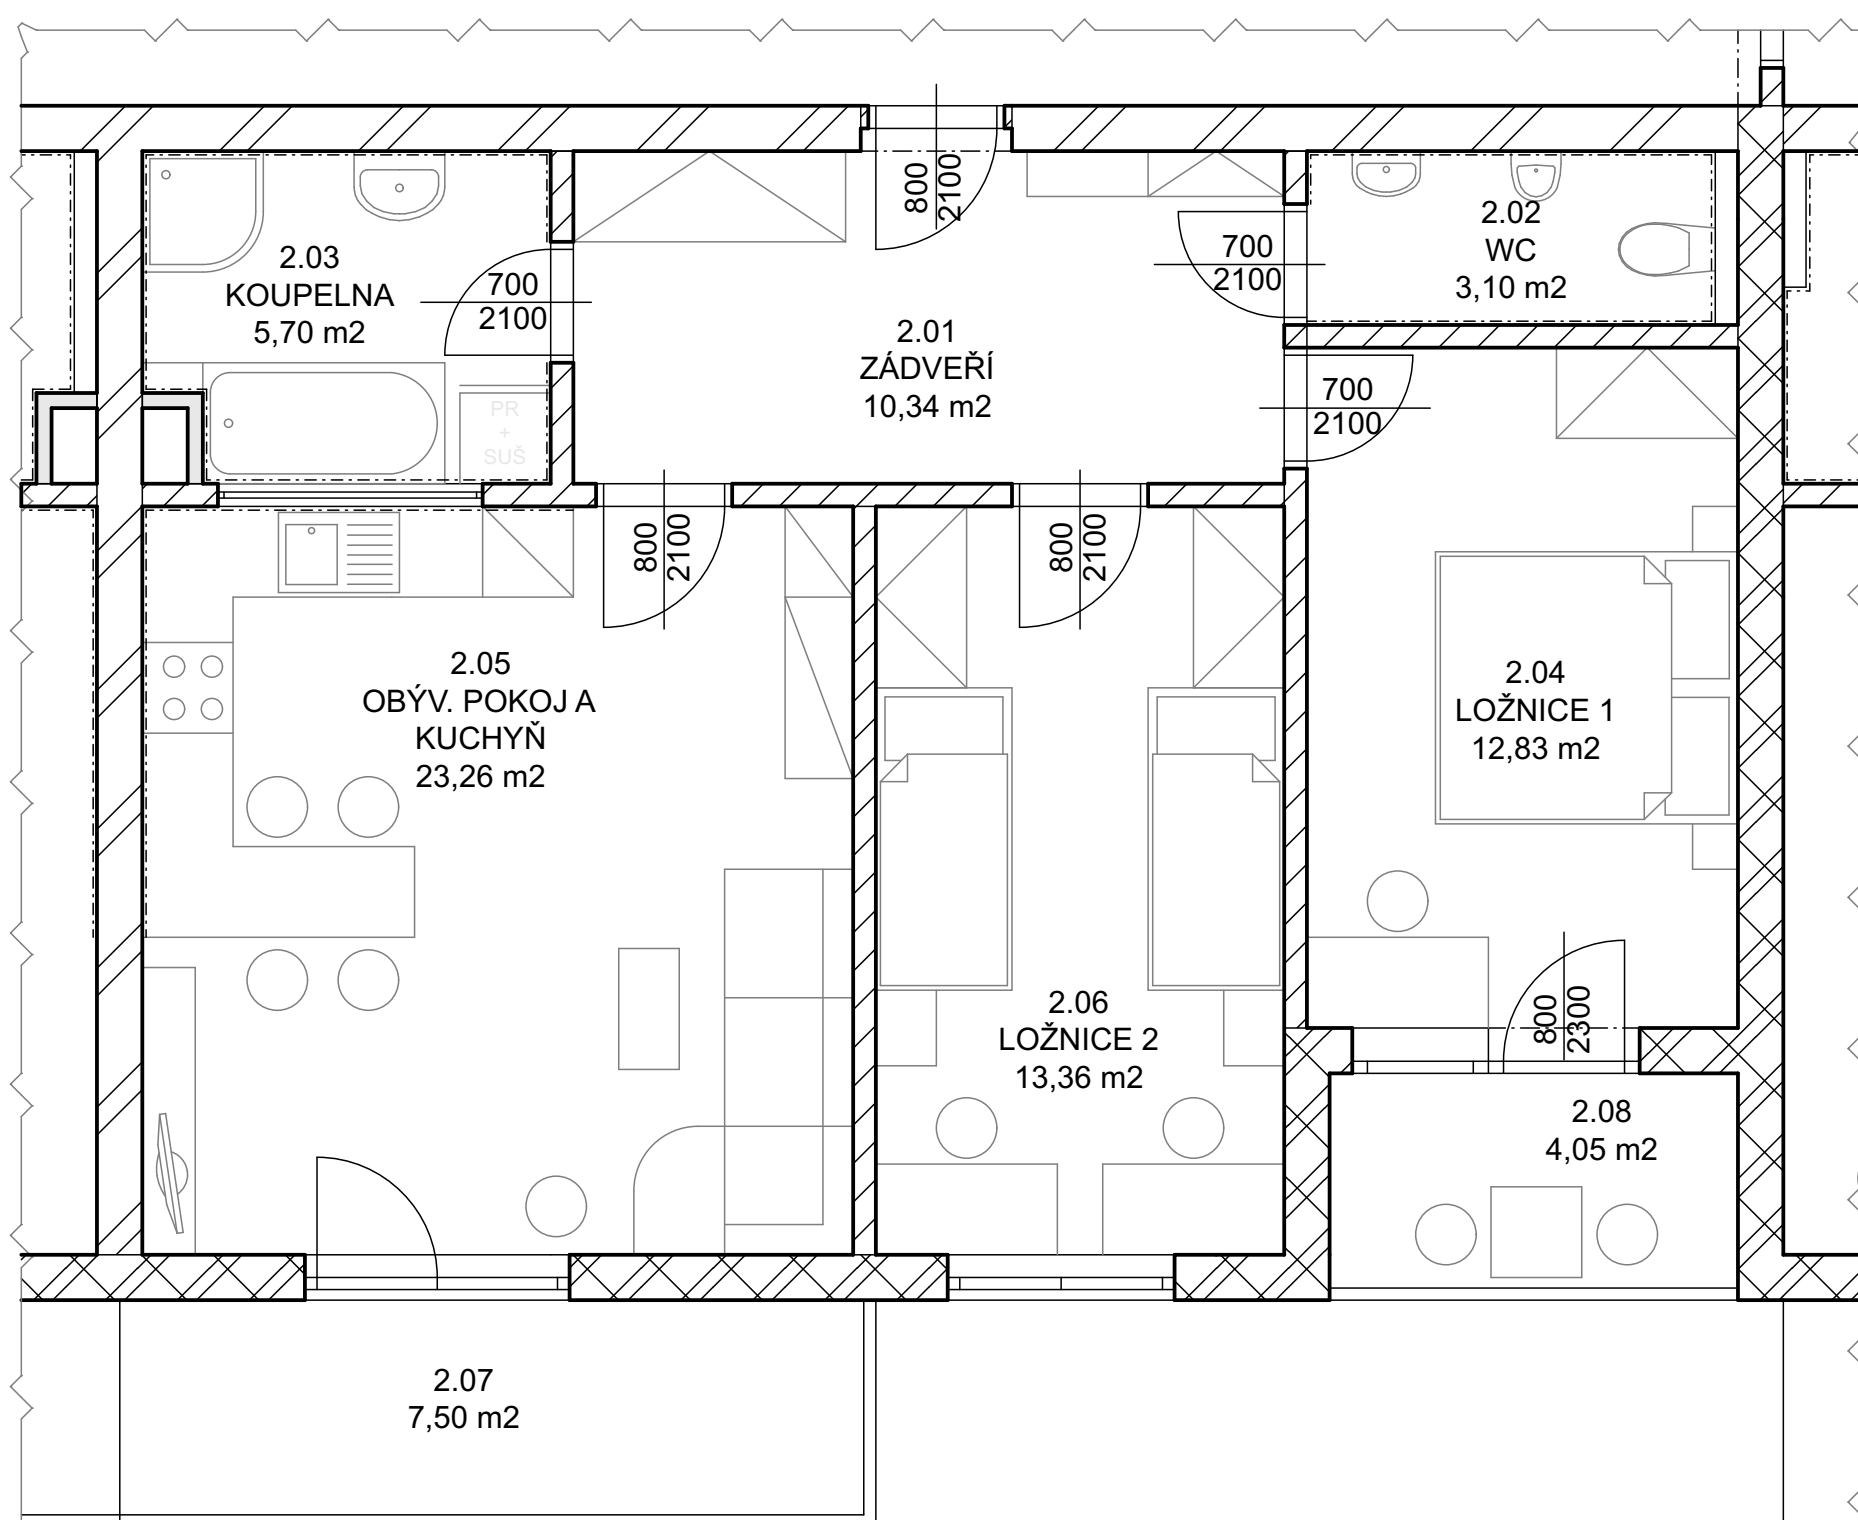 800
2100
2.02
WC
3,10 m2
700
2100
2.03
KOUPELNA
5,70 m2
700
2100
2.01
ZÁDVEŘÍ
10,34 m2
700
2100
PR
+
SUŠ
800
2100
800
2100
2.05
OBÝV. POKOJ A
KUCHYŇ
23,26 m2
2.04
LOŽNICE 1
12,83 m2
2.06
LOŽNICE 2
13,36 m2
800
2300
2.08
4,05 m2
2.07
7,50 m2